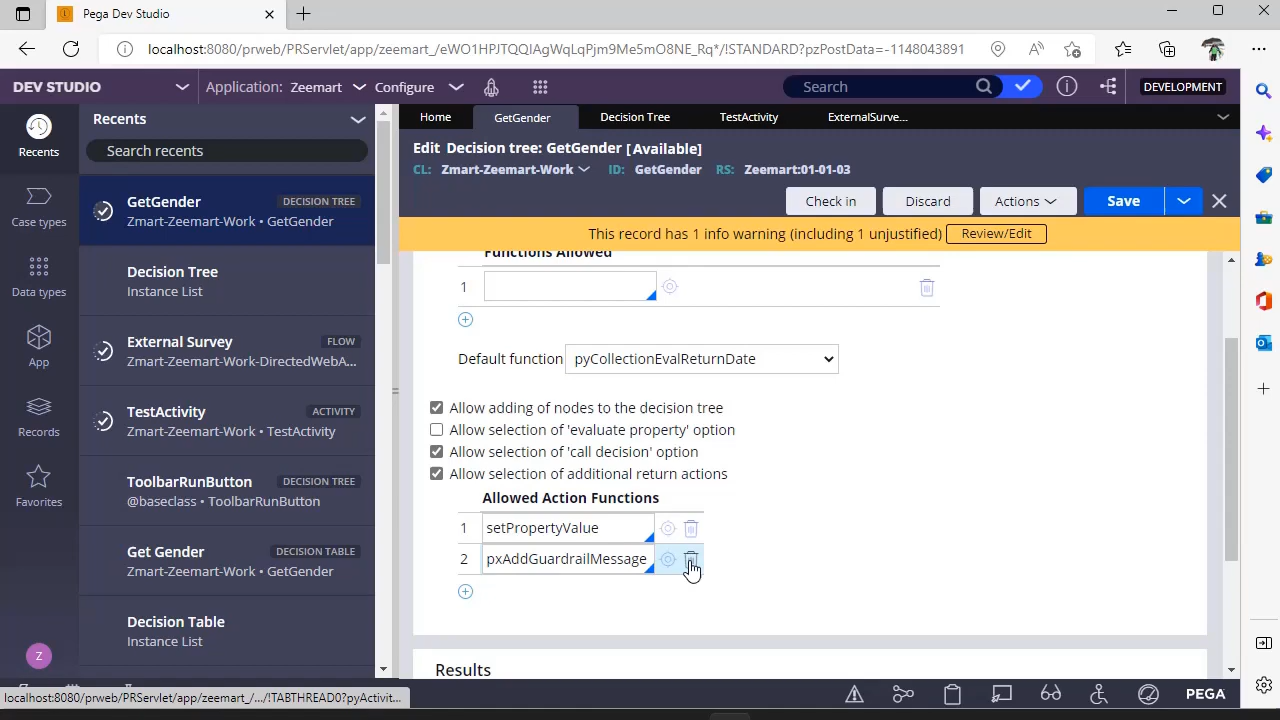 Pega Dev Studio
localhost:8080/prweb/PRServlet/app/zeemart_/eWO1HPJTQQIAgWqLqPjm9Me5mO8NE_Rq*/!STANDARD?pzPostData=-1148043891
DEV STUDIO
Application: Zeemart
Configure
Search
DEVELOPMENT
Recents
Home
GetGender
Decision Tree
TestActivity
ExternalSurve...
Recents
Search recents
Edit Decision tree: GetGender [Available]
CL: Zmart-Zeemart-Work ID: GetGender RS: Zeemart:01-01-03
Check in
Discard
Actions
Save
Case types
Data types
App
Records
Favorites
Z
GetGender DECISION TREE
Zmart-Zeemart-Work • GetGender
Decision Tree
Instance List
External Survey FLOW
Zmart-Zeemart-Work-DirectedWebA...
TestActivity ACTIVITY
Zmart-Zeemart-Work • TestActivity
ToolbarRunButton DECISION TREE
@baseclass • ToolbarRunButton
Get Gender DECISION TABLE
Zmart-Zeemart-Work • GetGender
Decision Table
Instance List
This record has 1 info warning (including 1 unjustified) Review/Edit
Functions Allowed
1
Default function pyCollectionEvalReturnDate
Allow adding of nodes to the decision tree
Allow selection of 'evaluate property' option
Allow selection of 'call decision' option
Allow selection of additional return actions
Allowed Action Functions
1 setPropertyValue
2 pxAddGuardrailMessage
Results
localhost:8080/prweb/PRServlet/app/zeemart_/.../!TABTHREAD0?pyActivit...
PEGA